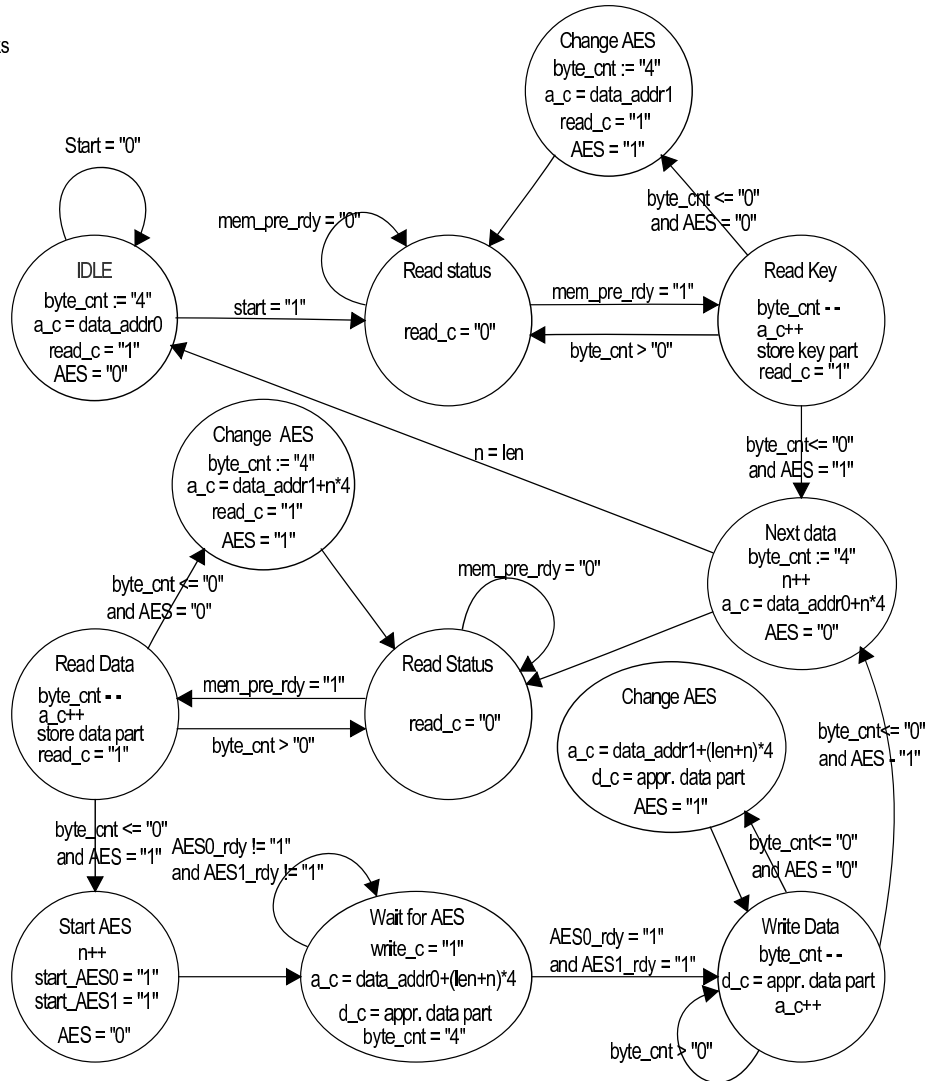 Change AES
byte_cnt := "4"
a_c = data_addr1
read_c = "1"
AES = "1"
Start = "0"
byte_cnt <= "0"
and AES = "0"
mem_pre_rdy = "0"
IDLE
byte_cnt := "4"
a_c = data_addr0
read_c = "1"
AES = "0"
start = "1"
Read status
read_c = "0"
mem_pre_rdy = "1"
byte_cnt > "0"
Read Key
byte_cnt - -
a_c++
store key part
read_c = "1"
byte_cnt<= "0"
and AES = "1"
n = len
Change AES
byte_cnt := "4"
a_c = data_addr1+n*4
read_c = "1"
AES = "1"
Next data
byte_cnt := "4"
n++
a_c = data_addr0+n*4
AES = "0"
byte_cnt <= "0"
and AES = "0"
mem_pre_rdy = "0"
Read Data
byte_cnt - -
a_c++
store data part
read_c = "1"
mem_pre_rdy = "1"
byte_cnt > "0"
Read Status
read_c = "0"
Change AES
a_c = data_addr1+(len+n)*4
d_c = appr. data part
AES = "1"
byte_cnt<= "0"
and AES - "1"
byte_cnt <= "0"
and AES = "1"
AES0_rdy != "1"
and AES1_rdy != "1"
byte_cnt<= "0"
and AES = "0"
Start AES
n++
start_AES0 = "1"
start_AES1 = "1"
AES = "0"
Wait for AES
write_c = "1"
a_c = data_addr0+(len+n)*4
d_c = appr. data part
byte_cnt = "4"
AES0_rdy = "1"
and AES1_rdy = "1"
Write Data
byte_cnt - -
d_c = appr. data part
a_c++
byte_cnt > "0"